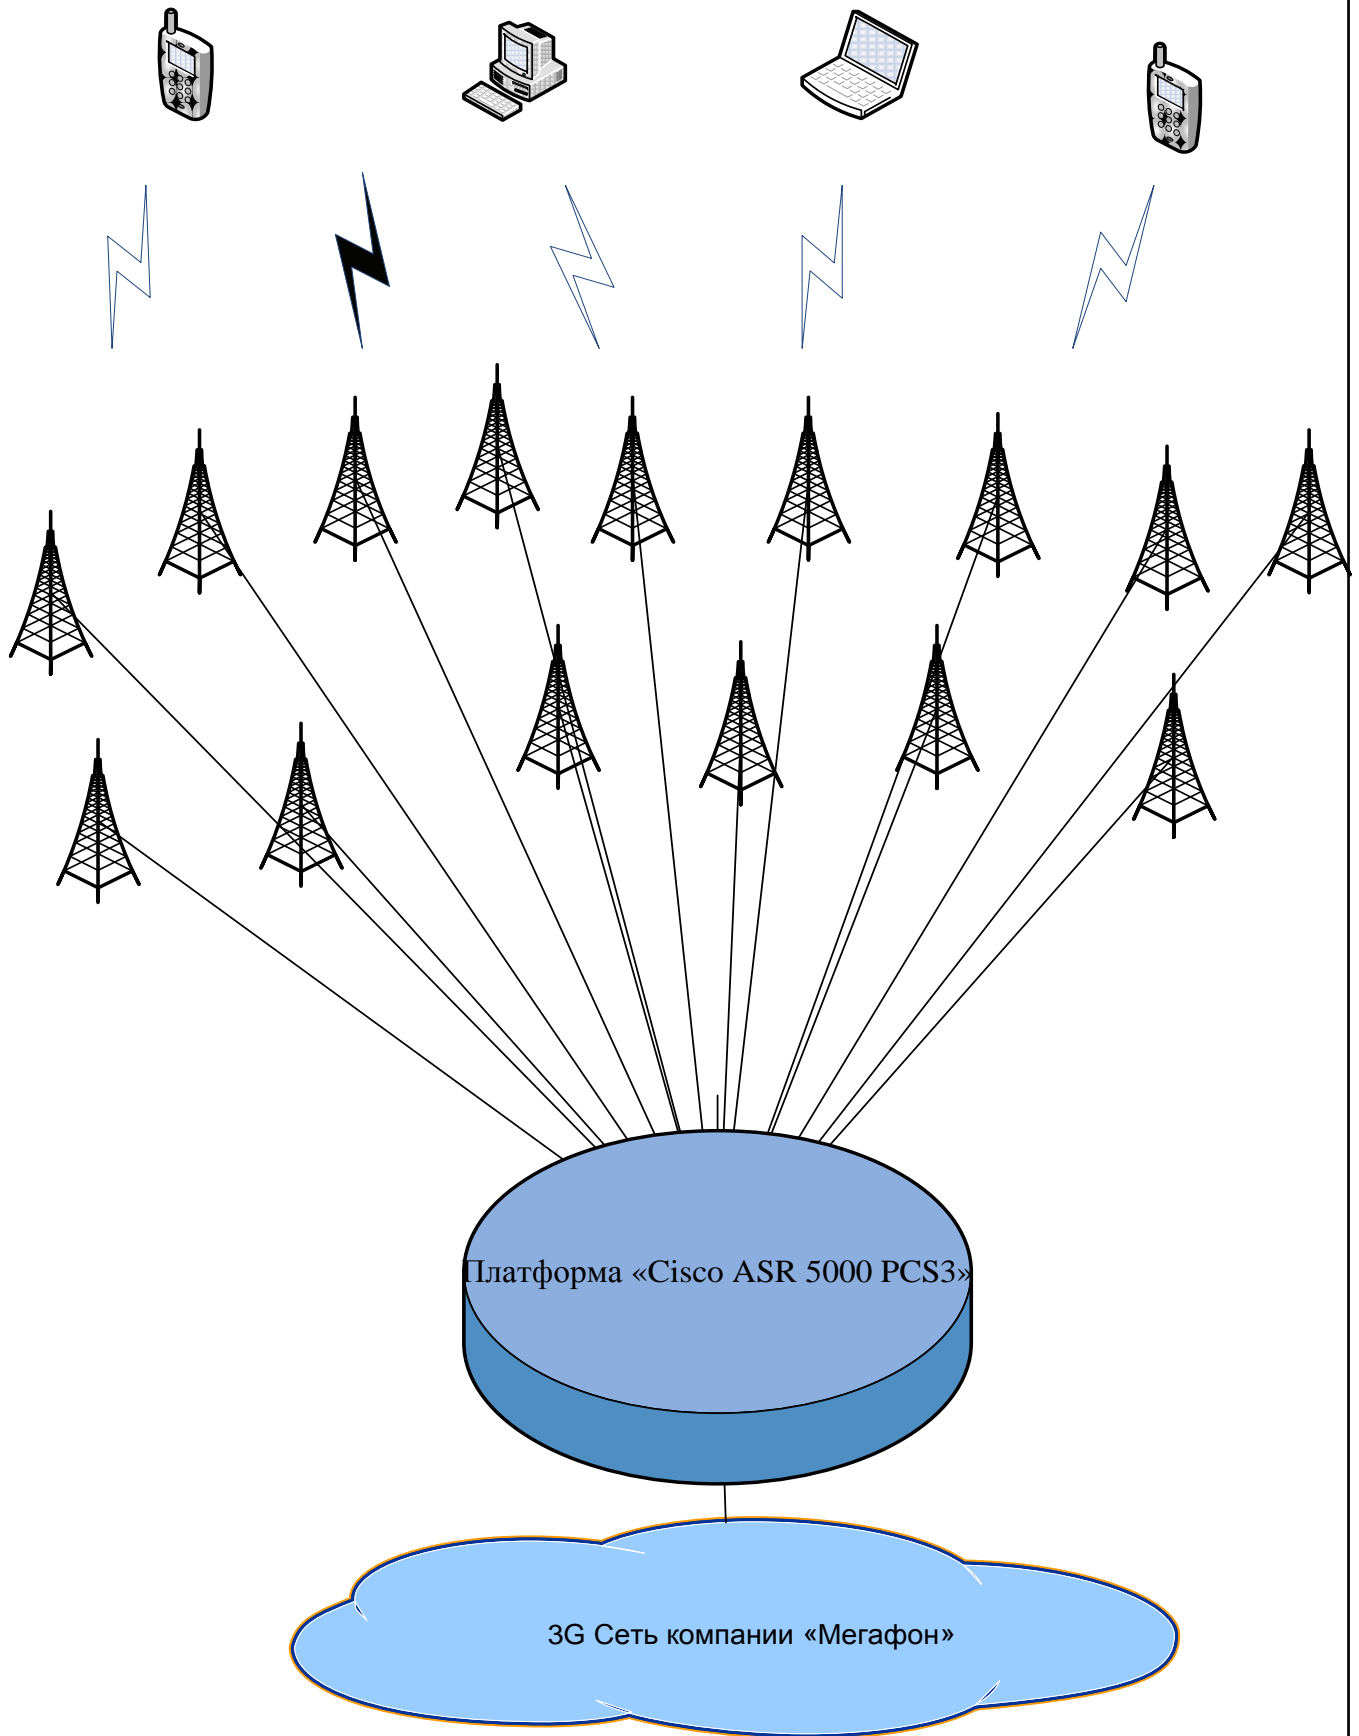 Платформа «Cisco ASR 5000 PCS3»
3G Сеть компании «Мегафон»